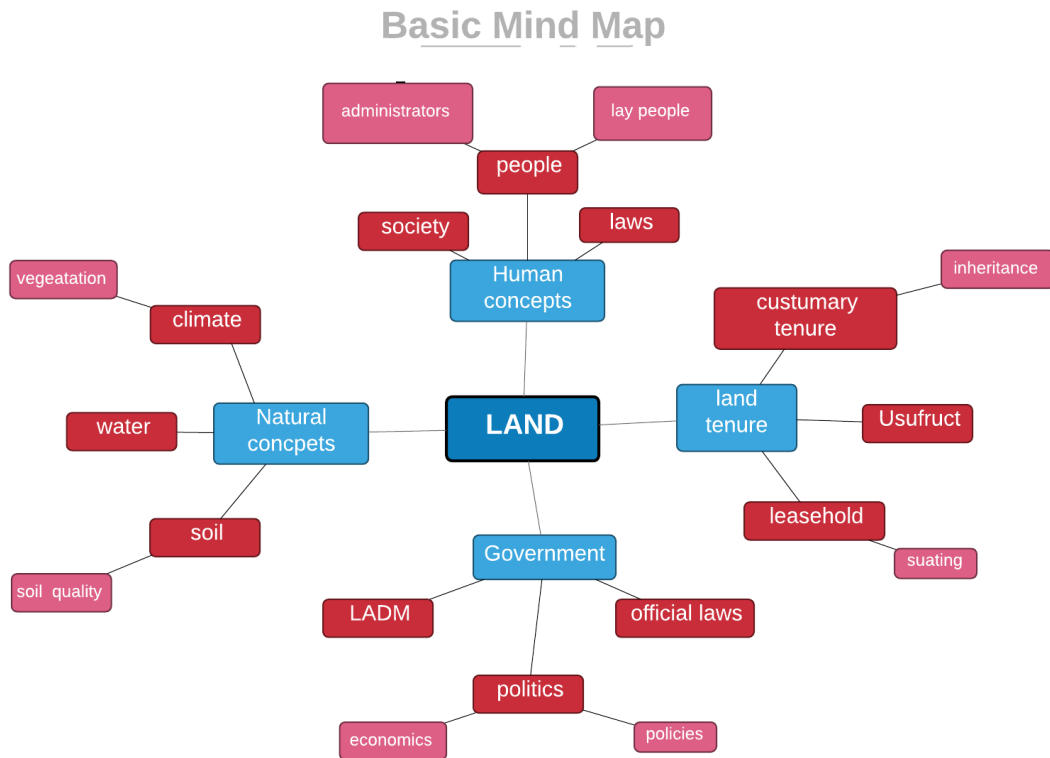 Basic Mind Map
administrators
lay people
people
society
laws
Human
concepts
vegeatation
climate
water
Natural
concpets
soil
soil quality
LAND
inheritance
custumary
tenure
land
tenure
Usufruct
leasehold
suating
Government
LADM
official laws
politics
economics
policies